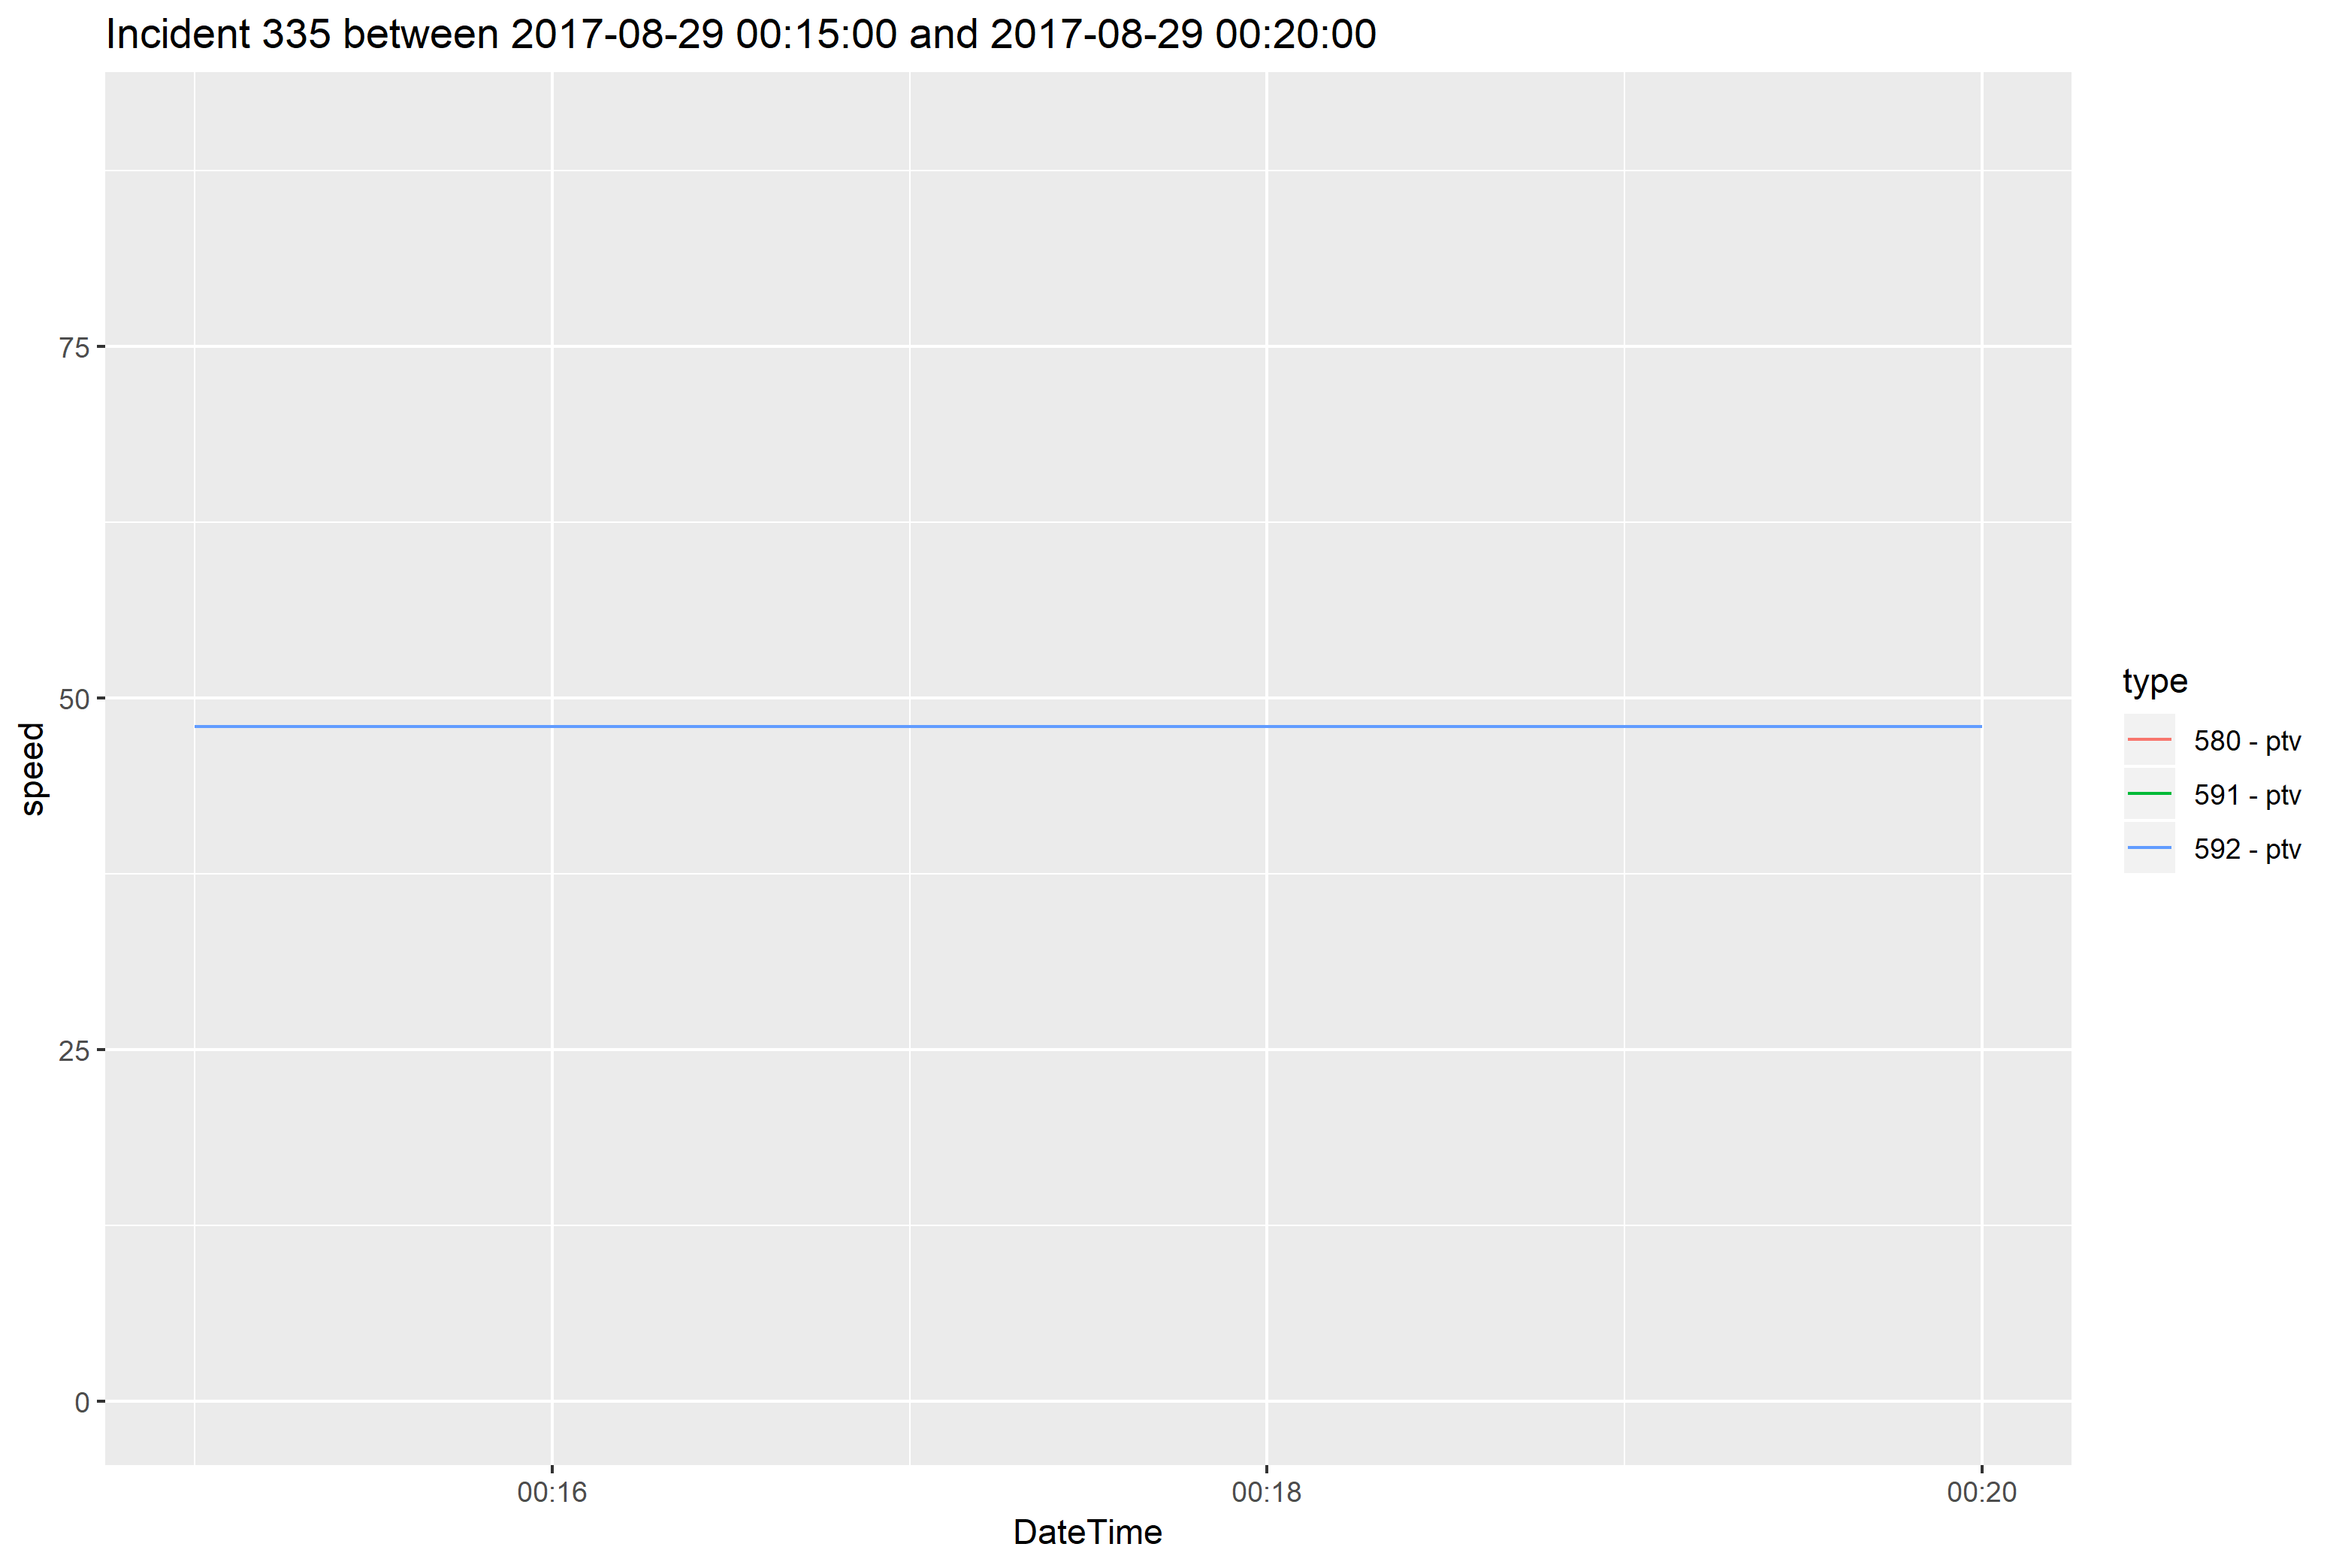 Incident 335 between 2017-08-29 00:15:00 and 2017-08-29 00:20:00
75
50
25
0
speed
00:16
00:18
00:20
DateTime
type
580 - ptv
591 - ptv
592 - ptv